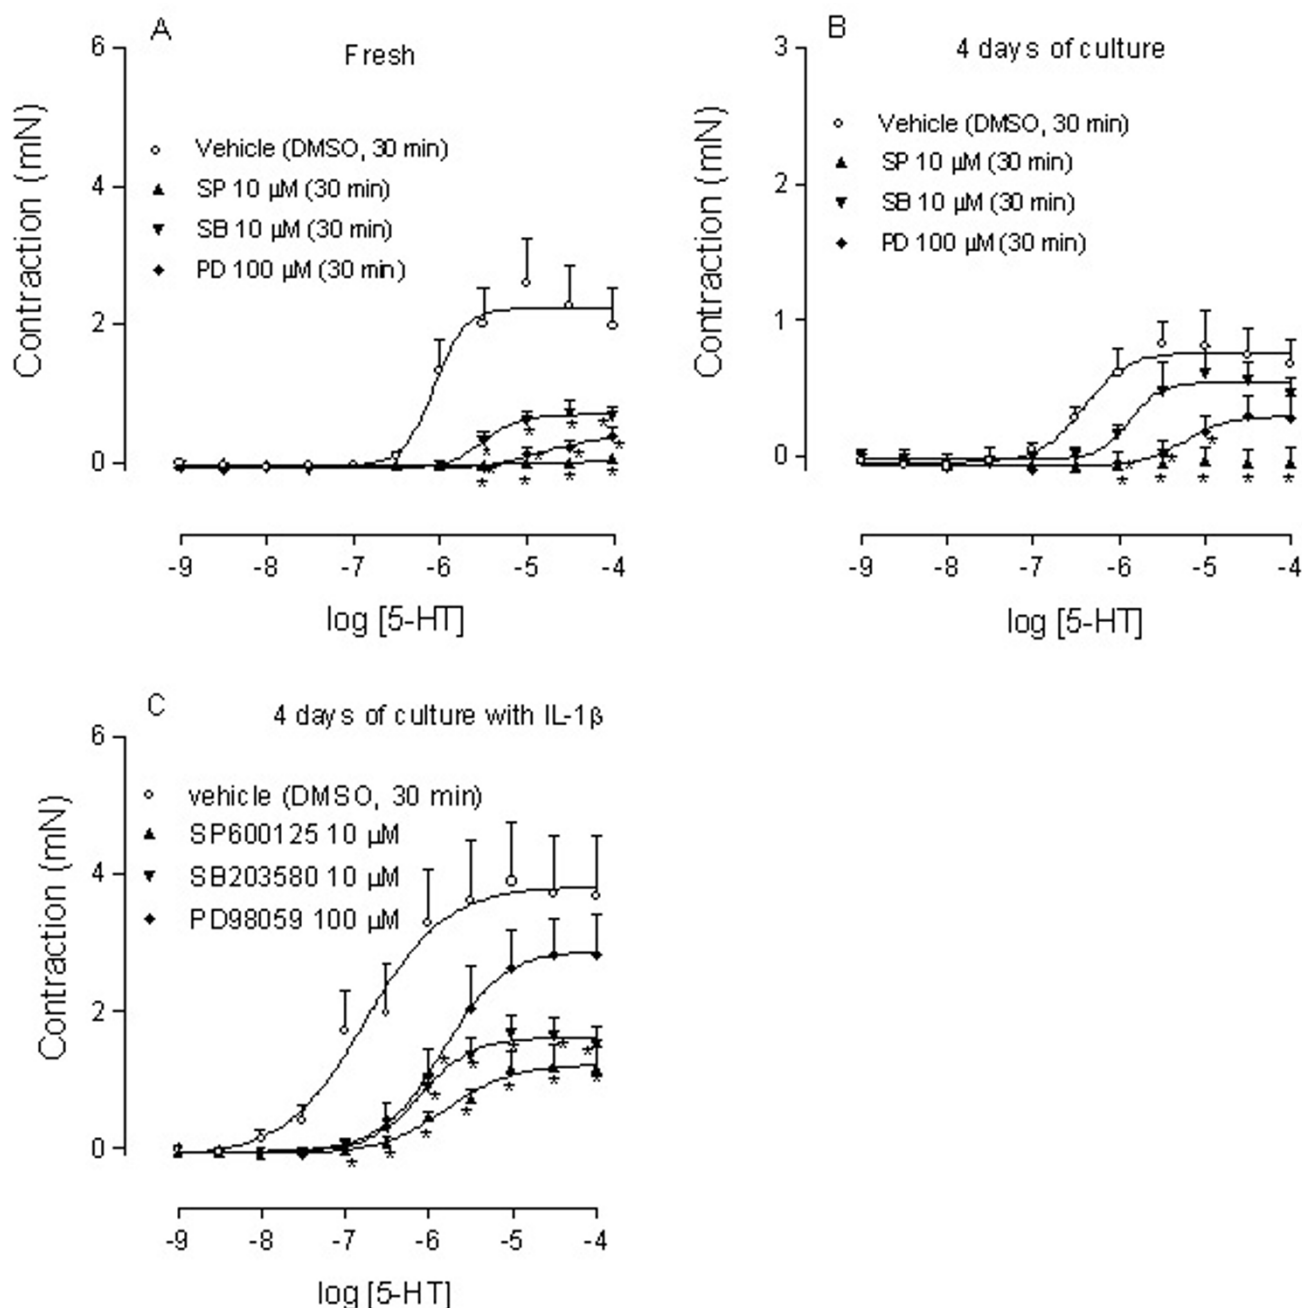 A
Fresh
6
4
2
0
Contraction (mN)
Vehicle (DMSO, 30 min)
SP 10 µM (30 min)
SB 10 µM (30 min)
PD 100 µM (30 min)
* * * * * * * * * * *
-9 -8 -7 -6 -5 -4
log [5-HT]
B
4 days of culture
3
2
1
0
Contraction (mN)
Vehicle (DMSO, 30 min)
SP 10 µM (30 min)
SB 10 µM (30 min)
PD 100 µM (30 min)
* * * * * * * *
-9 -8 -7 -6 -5 -4
log [5-HT]
C
4 days of culture with IL-1β
6
4
2
0
Contraction (mN)
vehicle (DMSO, 30 min)
SP600125 10 µM
SB203580 10 µM
PD98059 100 µM
* * * * * * * * * * * * *
-9 -8 -7 -6 -5 -4
log [5-HT]